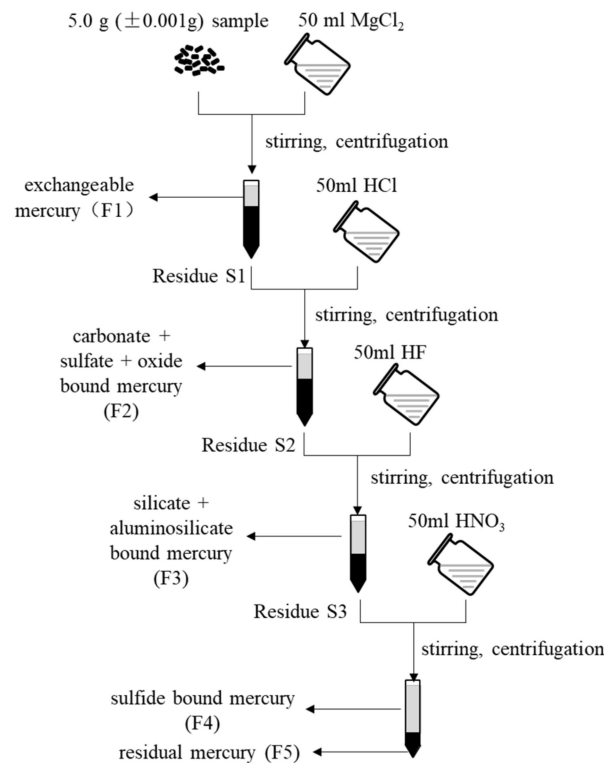 5.0 g (±0.001g) sample
50 ml MgCl₂
stirring, centrifugation
exchangeable
mercury（F1）
50ml HCl
Residue S1
stirring, centrifugation
carbonate +
sulfate + oxide
bound mercury
(F2)
50ml HF
Residue S2
stirring, centrifugation
silicate +
aluminosilicate
bound mercury
(F3)
50ml HNO₃
Residue S3
stirring, centrifugation
sulfide bound mercury
(F4)
residual mercury (F5)